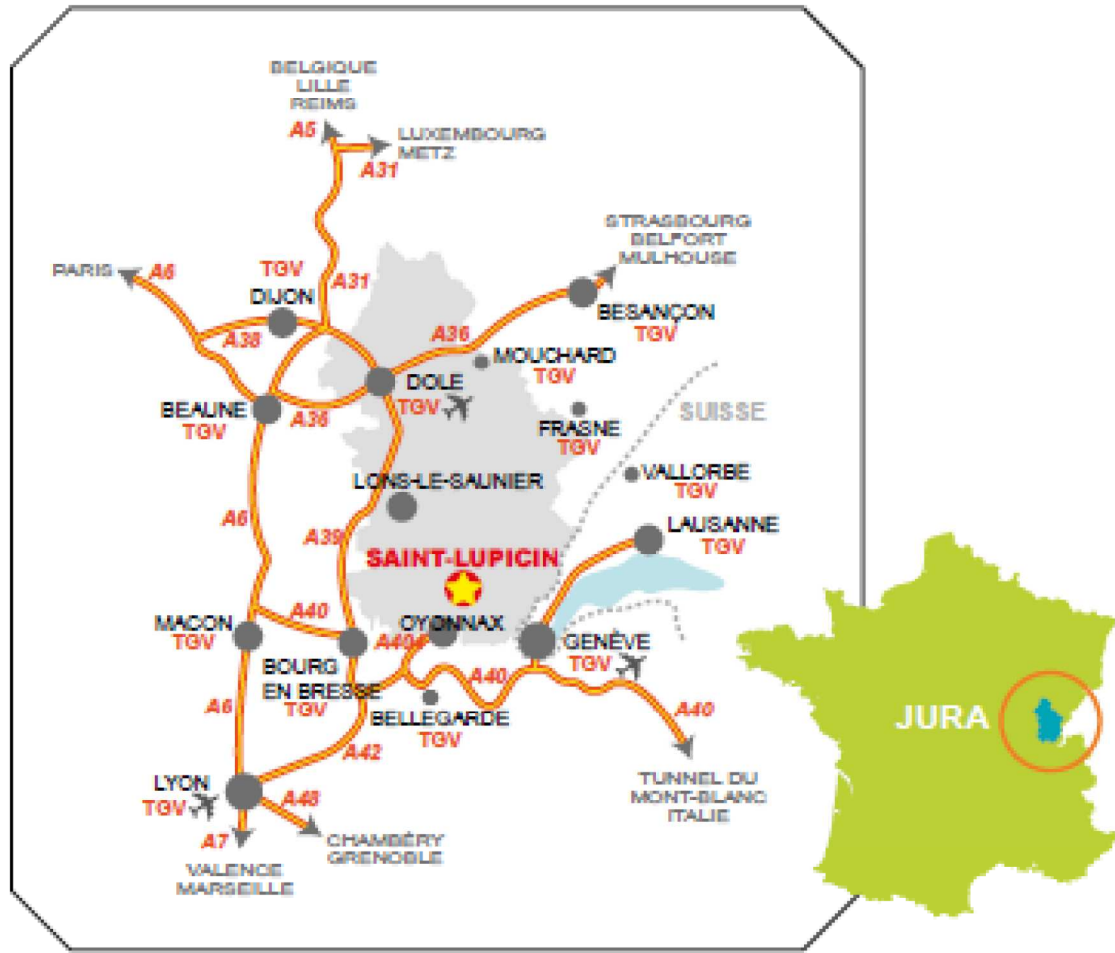 BELGIQUE
LILLE
REIMS
A5
LUXEMBOURG
METZ
A31
STRASBOURG
BELFORT
MULHOUSE
PARIS
A6
TGV
DIJON
A31
A38
BESANÇON
TGV
A36
MOUCHARD
TGV
DOLE
TGV
BEAUNE
TGV
A36
SUISSE
FRASNE
TGV
VALLORBE
TGV
LONS-LE-SAUNIER
A6
A39
LAUSANNE
TGV
SAINT-LUPICIN
A40
OYONNAX
MACON
TGV
A404
GENÈVE
TGV
BOURG
EN BRESSE
TGV
A40
A6
BELLEGARDE
TGV
A40
JURA
A42
LYON
TGV
A48
TUNNEL DU
MONT-BLANC
ITALIE
A7
CHAMBÉRY
GRENOBLE
VALENCE
MARSEILLE